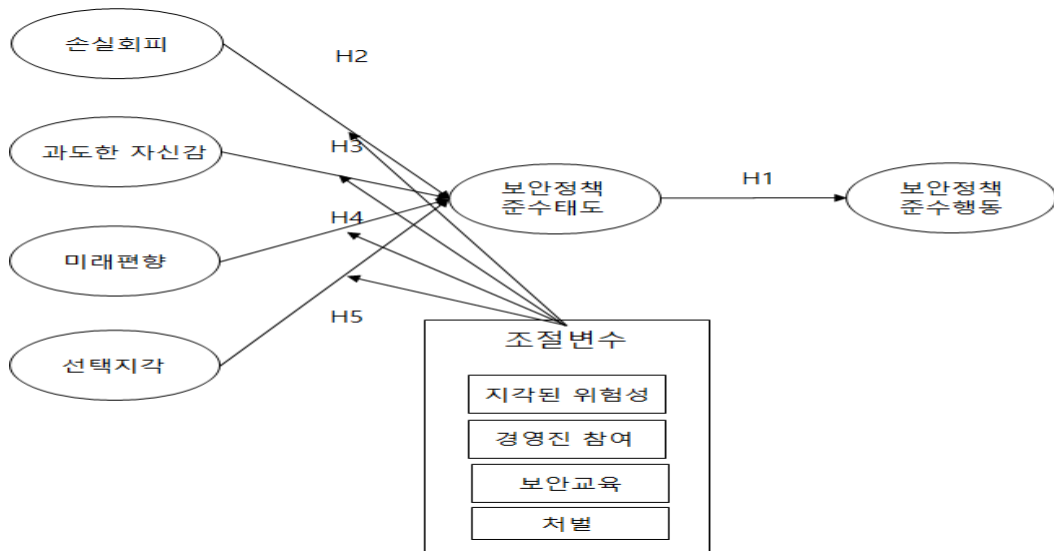 손실회피
H2
과도한 자신감
H3
보안정책
준수태도
H1
보안정책
준수행동
H4
미래편향
H5
선택지각
조절변수
지각된 위험성
경영진 참여
보안교육
처벌